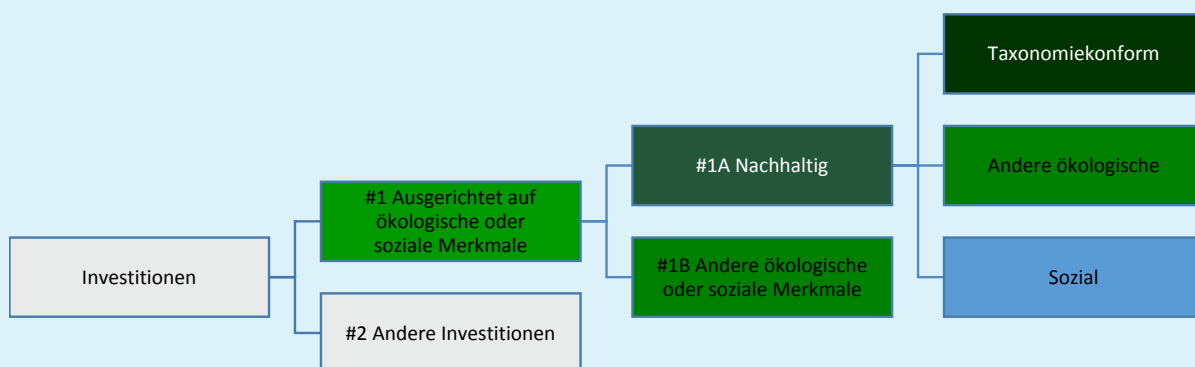 Investitionen
#1 Ausgerichtet auf
ökologische oder
soziale Merkmale
#2 Andere Investitionen
#1A Nachhaltig
#1B Andere ökologische
oder soziale Merkmale
Taxonomiekonform
Andere ökologische
Sozial